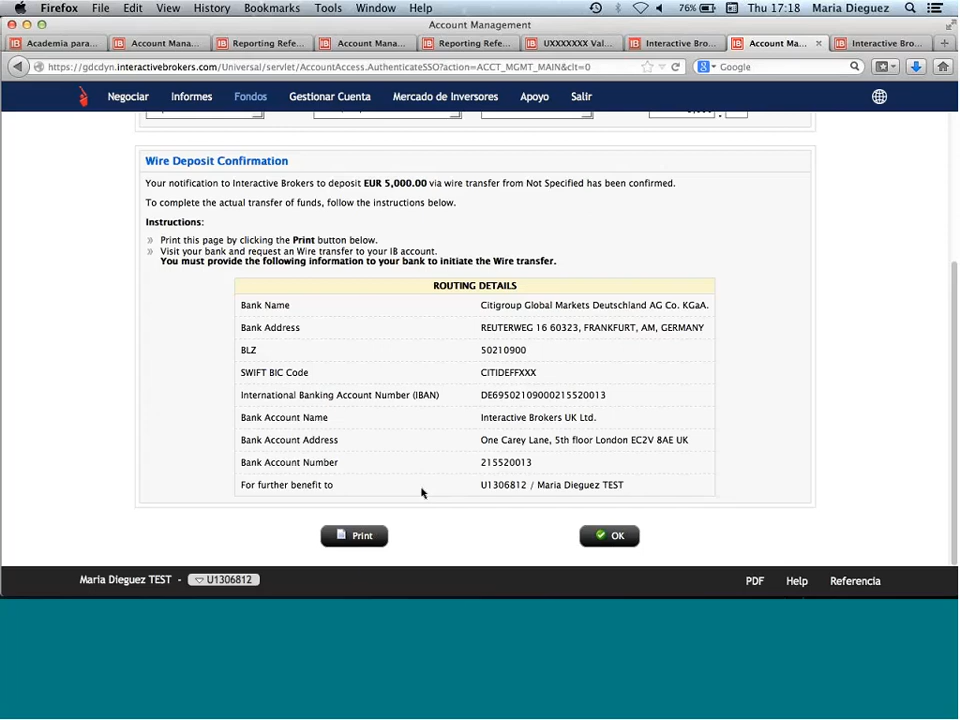 Firefox File Edit View History Bookmarks Tools Window Help 76% Thu 17:18 Maria Dieguez
Account Management
Academia para... Account Mana... Reporting Refe... Account Mana... Reporting Refe... UXXXXXXX Val... Interactive Bro... Account Ma... Interactive Bro...
https://gdcdyn.interactivebrokers.com/Universal/servlet/AccountAccess.AuthenticateSSO?action=ACCT_MGMT_MAIN&clt=0 Google
Negociar Informes Fondos Gestionar Cuenta Mercado de Inversores Apoyo Salir
Wire Deposit Confirmation
Your notification to Interactive Brokers to deposit EUR 5,000.00 via wire transfer from Not Specified has been confirmed.
To complete the actual transfer of funds, follow the instructions below.
Instructions:
» Print this page by clicking the Print button below.
» Visit your bank and request an Wire transfer to your IB account.
You must provide the following information to your bank to initiate the Wire transfer.
ROUTING DETAILS
Bank Name Citigroup Global Markets Deutschland AG Co. KGaA.
Bank Address REUTERWEG 16 60323, FRANKFURT, AM, GERMANY
BLZ 50210900
SWIFT BIC Code CITIDEFFXXX
International Banking Account Number (IBAN) DE69502109000215520013
Bank Account Name Interactive Brokers UK Ltd.
Bank Account Address One Carey Lane, 5th floor London EC2V 8AE UK
Bank Account Number 215520013
For further benefit to U1306812 / Maria Dieguez TEST
Print OK
Maria Dieguez TEST - U1306812 PDF Help Referencia